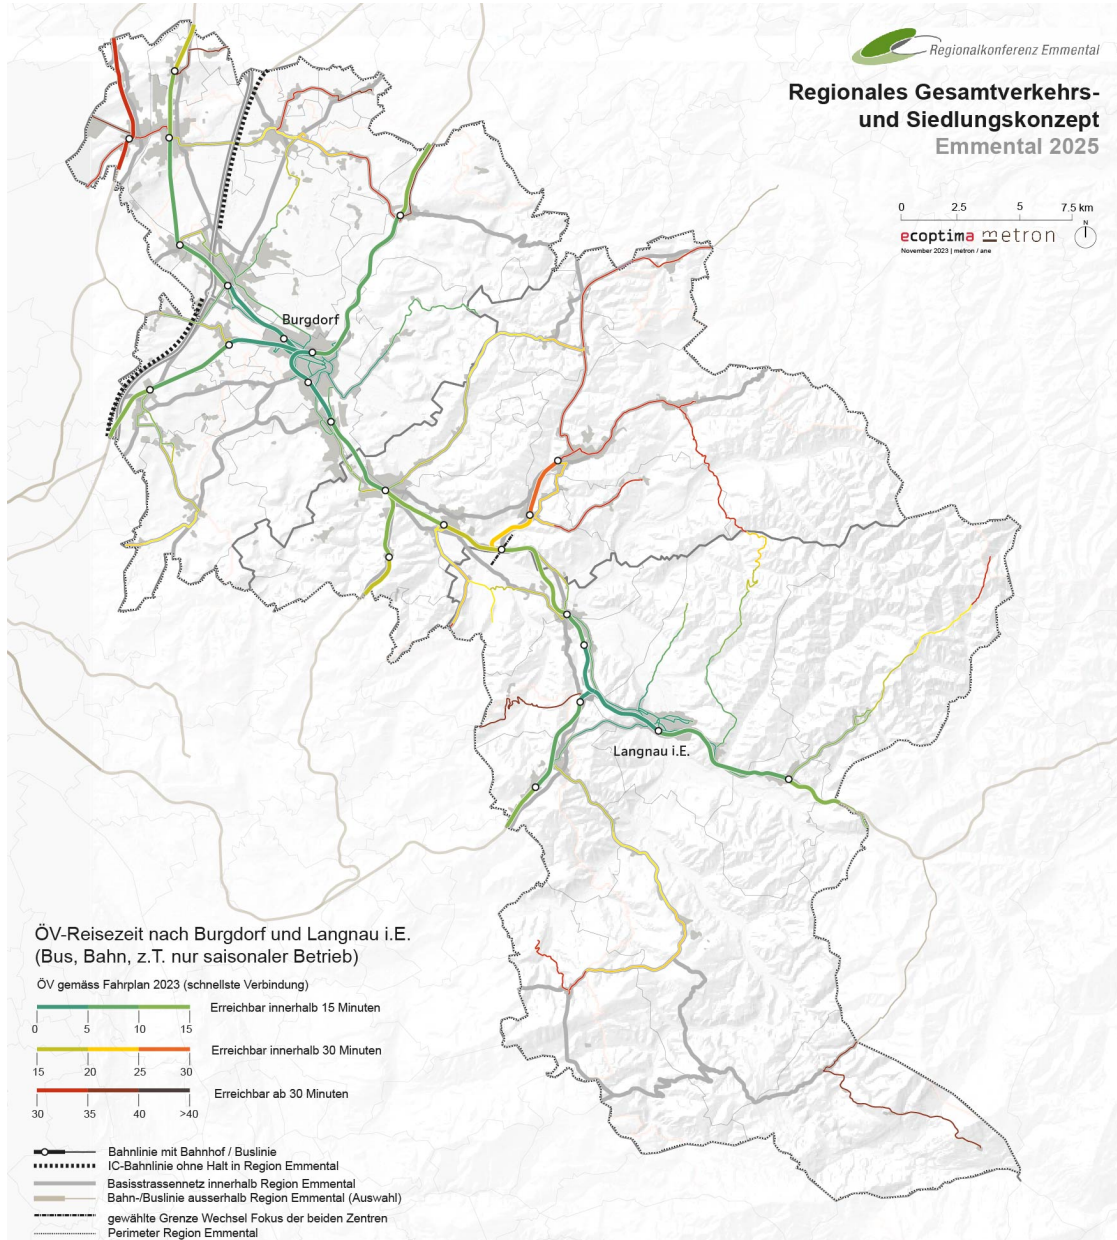 Regionalkonferenz Emmental
Regionales Gesamtverkehrs-
und Siedlungskonzept
Emmental 2025
0 2.5 5 7.5 km
ecoptima metron
N
November 2023 | metron / ane
Burgdorf
Langnau i.E.
ÖV-Reisezeit nach Burgdorf und Langnau i.E.
(Bus, Bahn, z.T. nur saisonaler Betrieb)
ÖV gemäss Fahrplan 2023 (schnellste Verbindung)
Erreichbar innerhalb 15 Minuten
0 5 10 15
Erreichbar innerhalb 30 Minuten
15 20 25 30
Erreichbar ab 30 Minuten
30 35 40 >40
Bahnlinie mit Bahnhof / Buslinie
IC-Bahnlinie ohne Halt in Region Emmental
Basisstrassennetz innerhalb Region Emmental
Bahn-/Buslinie ausserhalb Region Emmental (Auswahl)
gewählte Grenze Wechsel Fokus der beiden Zentren
Perimeter Region Emmental